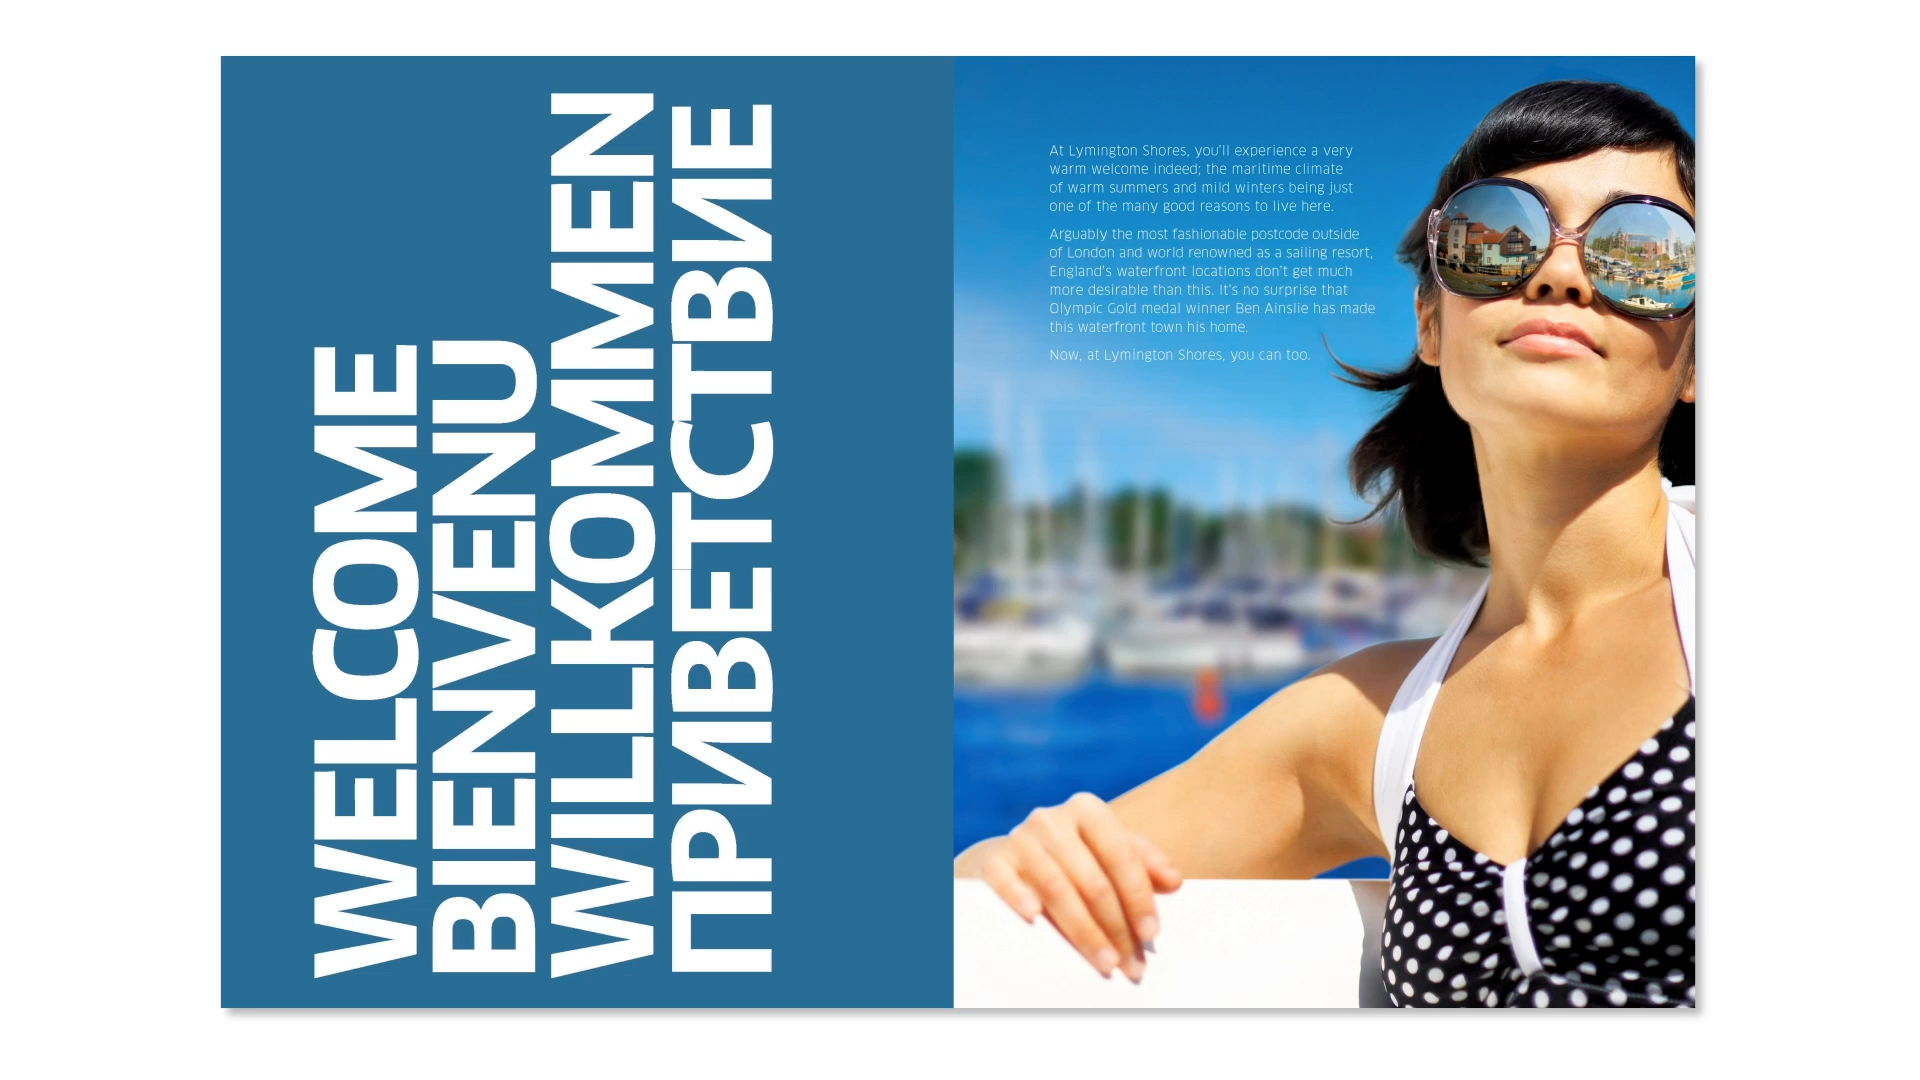 WELCOME
BIENVENU
WILLKOMMEN
ПРИВЕТСТВИЕ
At Lymington Shores, you'll experience a very
warm welcome indeed; the maritime climate
of warm summers and mild winters being just
one of the many good reasons to live here.
Arguably the most fashionable postcode outside
of London and world renowned as a sailing resort,
England's waterfront locations don't get much
more desirable than this. It's no surprise that
Olympic Gold medal winner Ben Ainslie has made
this waterfront town his home.
Now, at Lymington Shores, you can too.